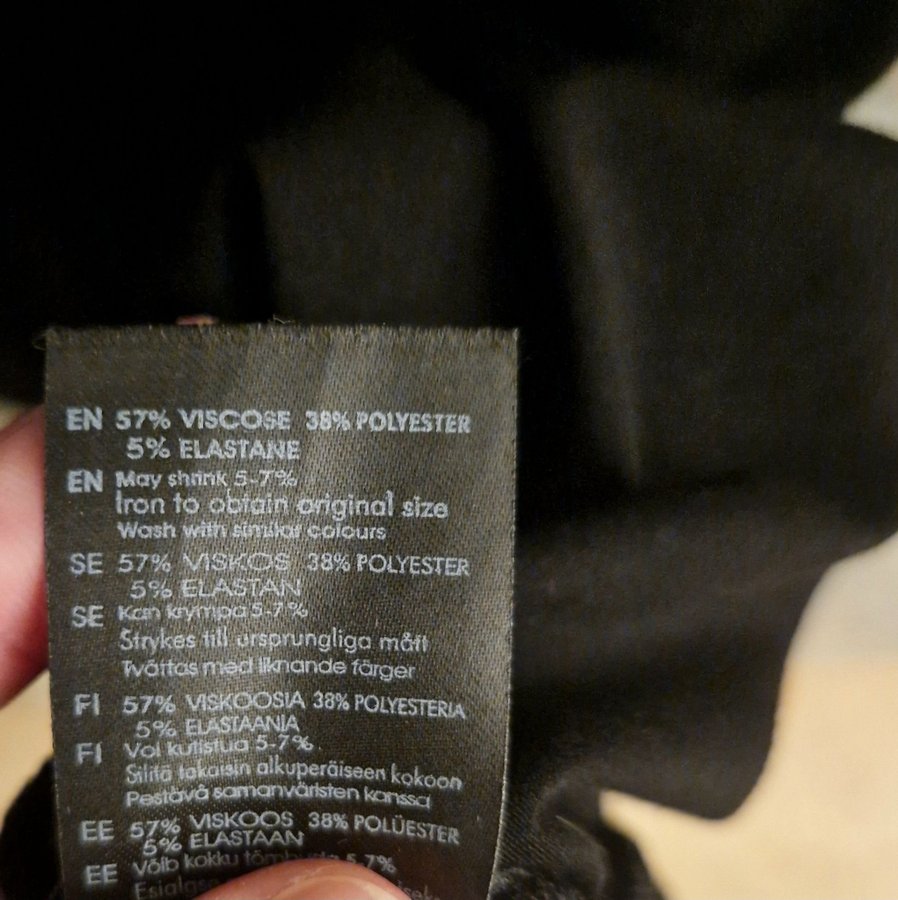 EN 57% VISCOSE 38% POLYESTER
5% ELASTANE
EN May shrink 5-7%
Iron to obtain original size
Wash with similar colours
SE 57% VISKOS 38% POLYESTER
5% ELASTAN
SE Kan krympa 5-7%
Strykes till ursprungliga mått
Tvättas med liknande färger
FI 57% VISKOOSIA 38% POLYESTERIA
5% ELASTAANIA
FI Voi kutistua 5-7%
Silitä takaisin alkuperäiseen kokoon
Pestävä samanväristen kanssa
EE 57% VISKOOS 38% POLÜESTER
5% ELASTAAN
EE Võib kokku 5-7%